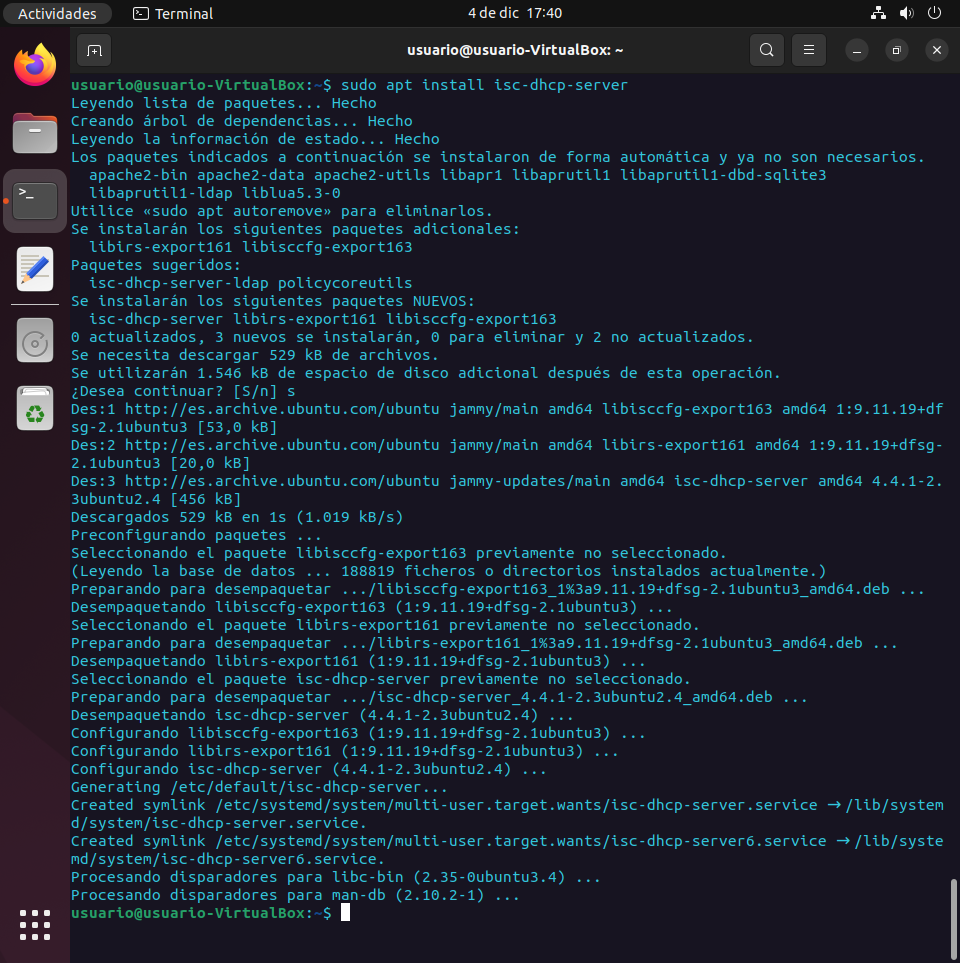 Actividades
Terminal
4 de dic 17:40
usuario@usuario-VirtualBox: ~
usuario@usuario-VirtualBox:~$ sudo apt install isc-dhcp-server
Leyendo lista de paquetes... Hecho
Creando árbol de dependencias... Hecho
Leyendo la información de estado... Hecho
Los paquetes indicados a continuación se instalaron de forma automática y ya no son necesarios.
  apache2-bin apache2-data apache2-utils libapr1 libaprutil1 libaprutil1-dbd-sqlite3
  libaprutil1-ldap liblua5.3-0
Utilice «sudo apt autoremove» para eliminarlos.
Se instalarán los siguientes paquetes adicionales:
  libirs-export161 libisccfg-export163
Paquetes sugeridos:
  isc-dhcp-server-ldap policycoreutils
Se instalarán los siguientes paquetes NUEVOS:
  isc-dhcp-server libirs-export161 libisccfg-export163
0 actualizados, 3 nuevos se instalarán, 0 para eliminar y 2 no actualizados.
Se necesita descargar 529 kB de archivos.
Se utilizarán 1.546 kB de espacio de disco adicional después de esta operación.
¿Desea continuar? [S/n] s
Des:1 http://es.archive.ubuntu.com/ubuntu jammy/main amd64 libisccfg-export163 amd64 1:9.11.19+df
sg-2.1ubuntu3 [53,0 kB]
Des:2 http://es.archive.ubuntu.com/ubuntu jammy/main amd64 libirs-export161 amd64 1:9.11.19+dfsg-
2.1ubuntu3 [20,0 kB]
Des:3 http://es.archive.ubuntu.com/ubuntu jammy-updates/main amd64 isc-dhcp-server amd64 4.4.1-2.
3ubuntu2.4 [456 kB]
Descargados 529 kB en 1s (1.019 kB/s)
Preconfigurando paquetes ...
Seleccionando el paquete libisccfg-export163 previamente no seleccionado.
(Leyendo la base de datos ... 188819 ficheros o directorios instalados actualmente.)
Preparando para desempaquetar .../libisccfg-export163_1%3a9.11.19+dfsg-2.1ubuntu3_amd64.deb ...
Desempaquetando libisccfg-export163 (1:9.11.19+dfsg-2.1ubuntu3) ...
Seleccionando el paquete libirs-export161 previamente no seleccionado.
Preparando para desempaquetar .../libirs-export161_1%3a9.11.19+dfsg-2.1ubuntu3_amd64.deb ...
Desempaquetando libirs-export161 (1:9.11.19+dfsg-2.1ubuntu3) ...
Seleccionando el paquete isc-dhcp-server previamente no seleccionado.
Preparando para desempaquetar .../isc-dhcp-server_4.4.1-2.3ubuntu2.4_amd64.deb ...
Desempaquetando isc-dhcp-server (4.4.1-2.3ubuntu2.4) ...
Configurando libisccfg-export163 (1:9.11.19+dfsg-2.1ubuntu3) ...
Configurando libirs-export161 (1:9.11.19+dfsg-2.1ubuntu3) ...
Configurando isc-dhcp-server (4.4.1-2.3ubuntu2.4) ...
Generating /etc/default/isc-dhcp-server...
Created symlink /etc/systemd/system/multi-user.target.wants/isc-dhcp-server.service → /lib/system
d/system/isc-dhcp-server.service.
Created symlink /etc/systemd/system/multi-user.target.wants/isc-dhcp-server6.service → /lib/syste
md/system/isc-dhcp-server6.service.
Procesando disparadores para libc-bin (2.35-0ubuntu3.4) ...
Procesando disparadores para man-db (2.10.2-1) ...
usuario@usuario-VirtualBox:~$